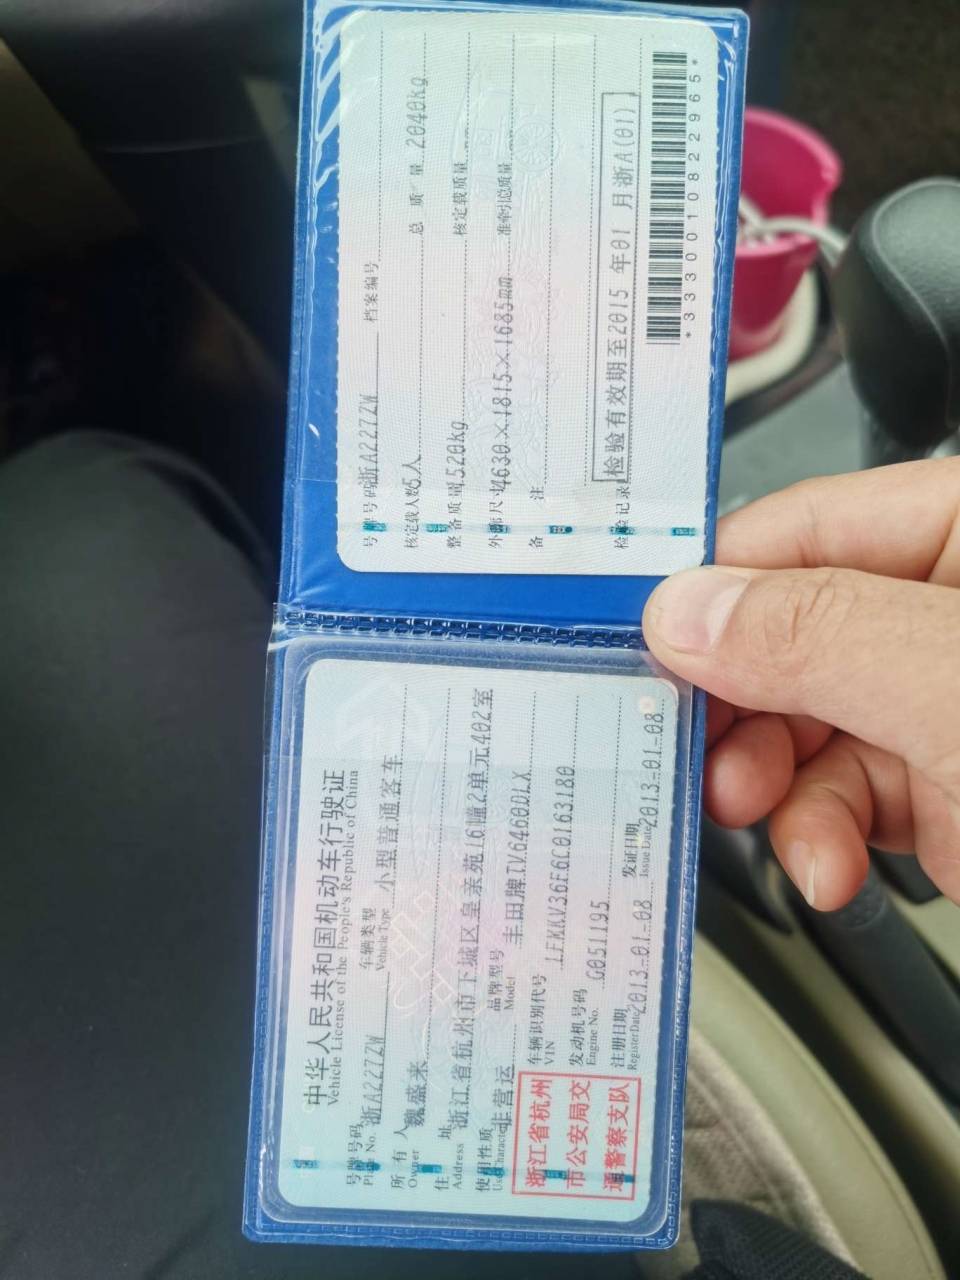 中华人民共和国机动车行驶证
Vehicle License of the People's Republic of China
号牌号码 浙A227ZW 车辆类型 小型普通客车
Plate No. Vehicle Type
所有人 魏盛来
Owner
住址 浙江省杭州市下城区皇亲苑16幢2单元402室
Address
使用性质 非营运 品牌型号 丰田牌TV6460DLX
Use Character Model
浙江省杭州
市公安局交
通警察支队
车辆识别代号
VIN
发动机号码 G051195
Engine No.
注册日期 2013-01-08 发证日期 2013-01-08
Register Date Issue Date
号牌号码 浙A227ZW 档案编号
核定载人数 5人 总质量 2040kg
整备质量 1520kg 核定载质量
外部尺寸 4630×1815×1685mm 准牵引总质量
备注
检验记录 检验有效期至2015年01月浙A(01)
*3330010822965*